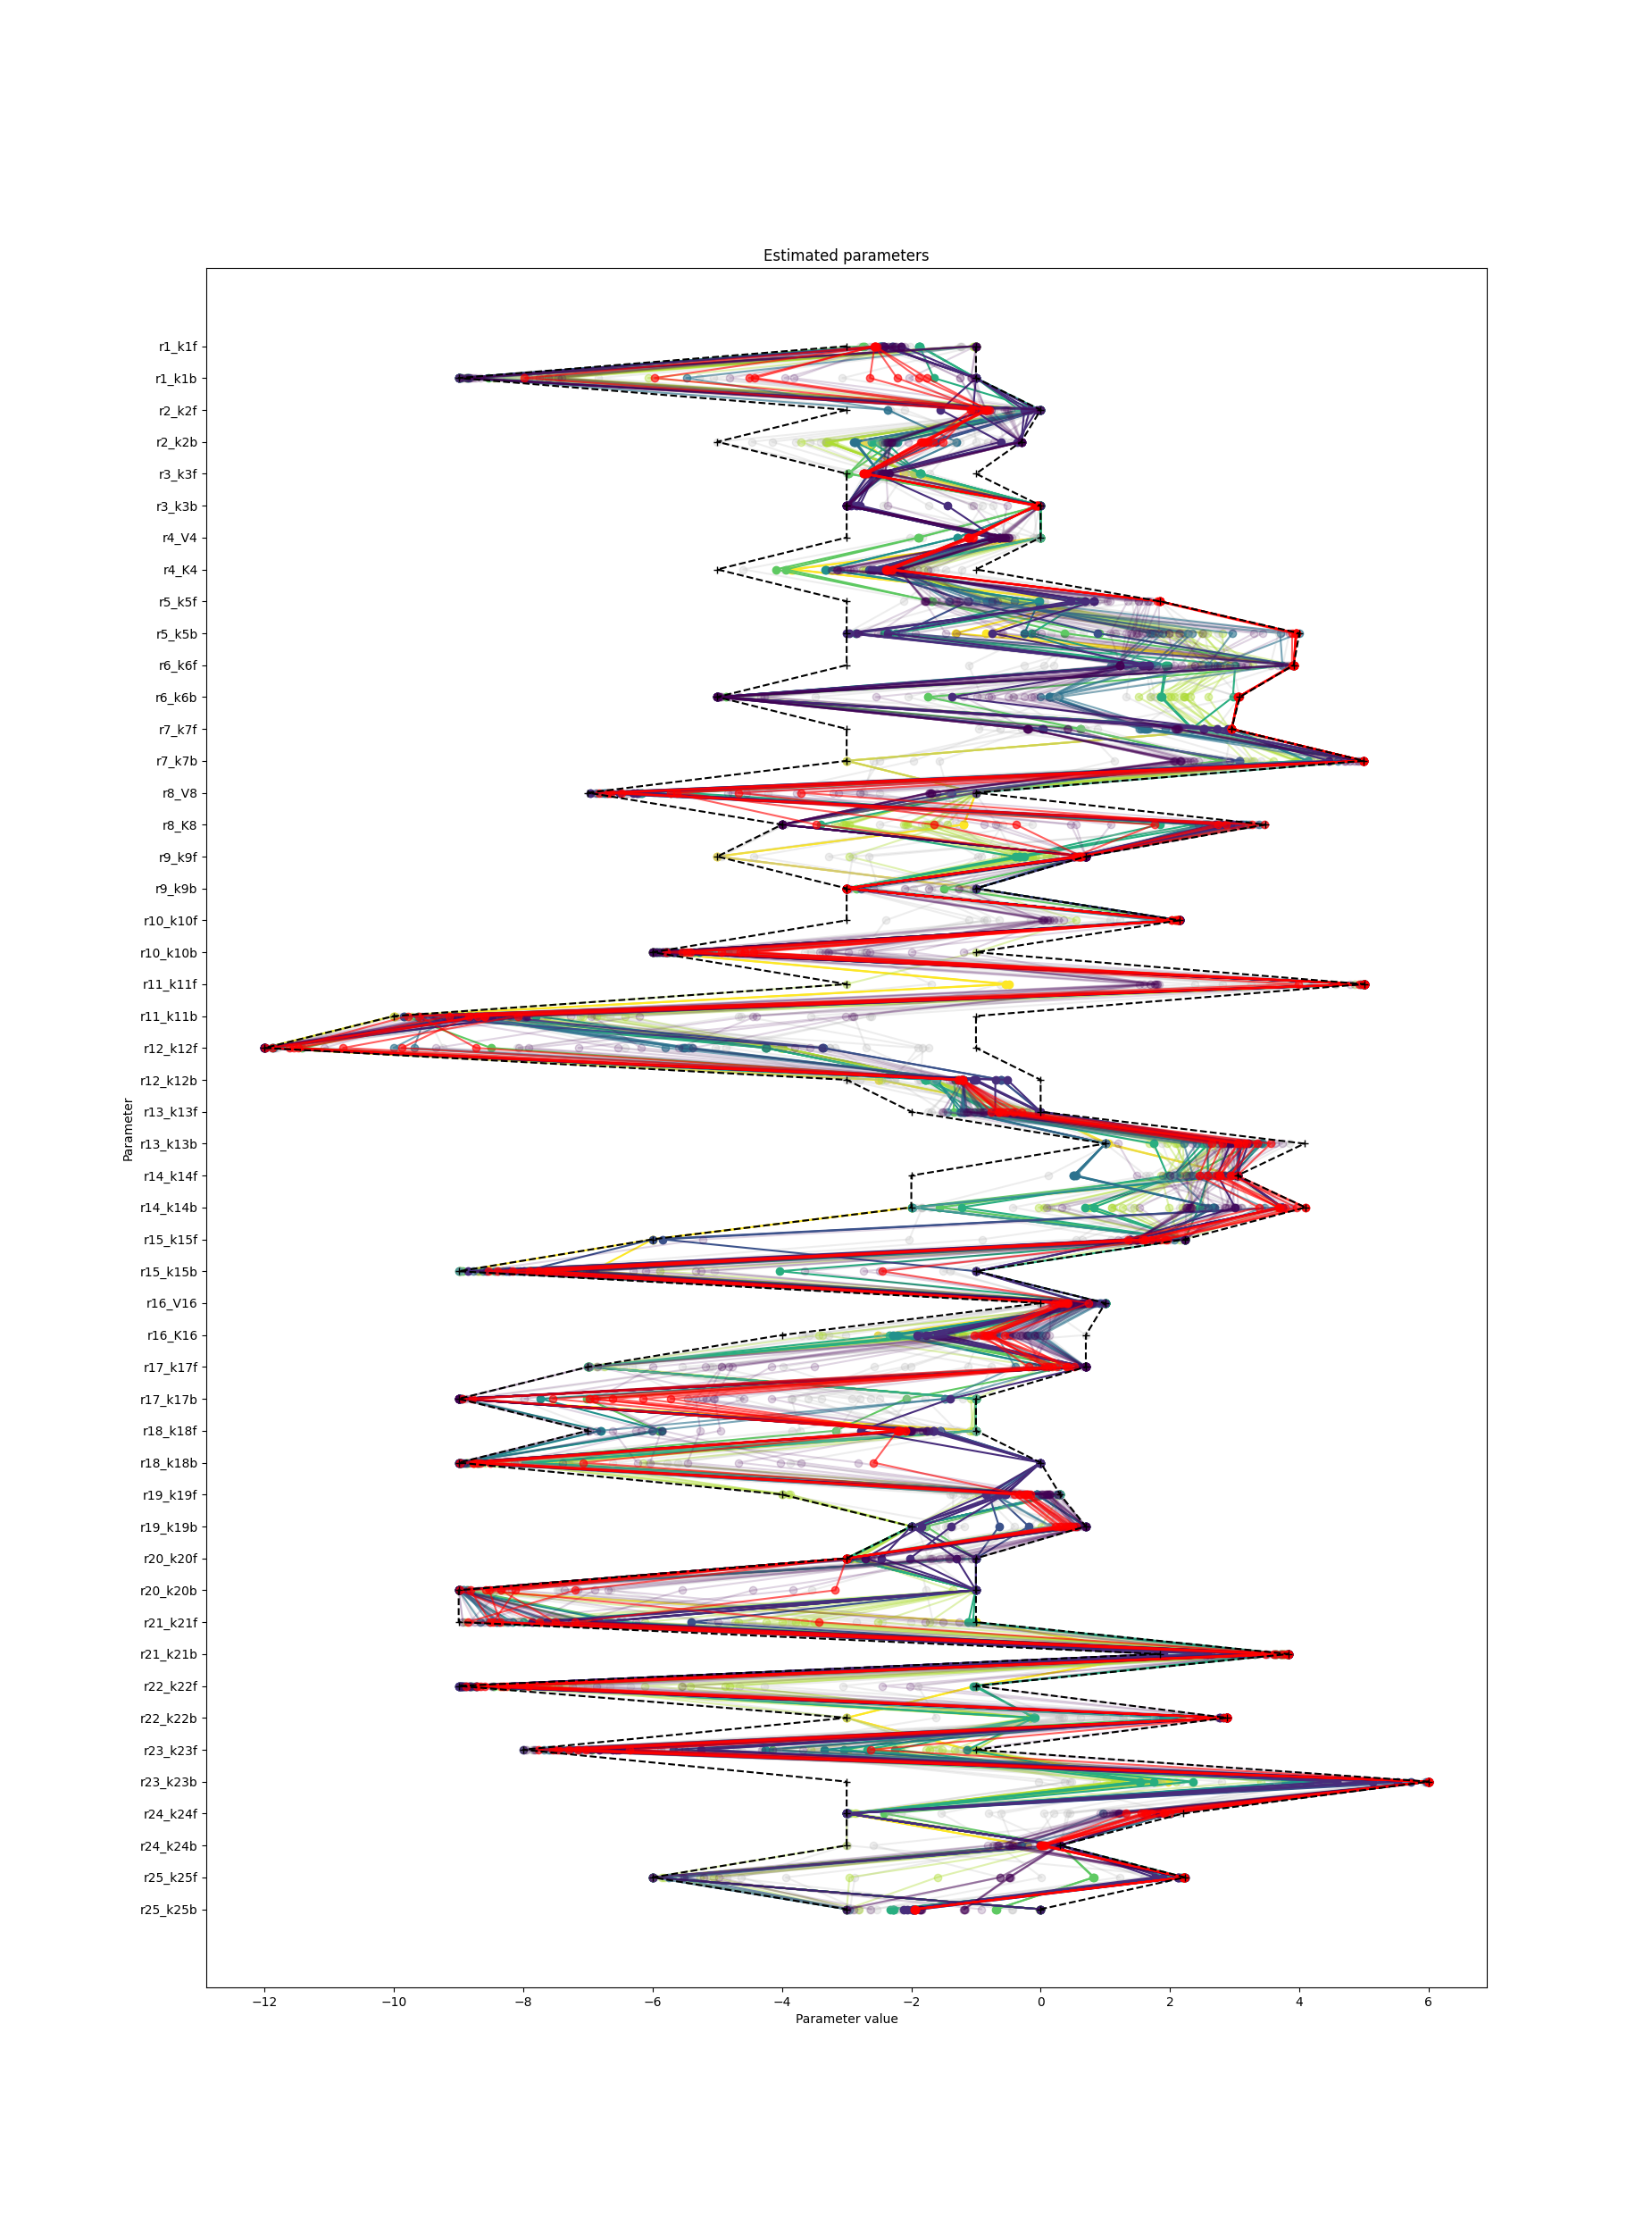 Estimated parameters
r1_k1f
r1_k1b
r2_k2f
r2_k2b
r3_k3f
r3_k3b
r4_V4
r4_K4
r5_k5f
r5_k5b
r6_k6f
r6_k6b
r7_k7f
r7_k7b
r8_V8
r8_K8
r9_k9f
r9_k9b
r10_k10f
r10_k10b
r11_k11f
r11_k11b
r12_k12f
r12_k12b
r13_k13f
r13_k13b
r14_k14f
r14_k14b
r15_k15f
r15_k15b
r16_V16
r16_K16
r17_k17f
r17_k17b
r18_k18f
r18_k18b
r19_k19f
r19_k19b
r20_k20f
r20_k20b
r21_k21f
r21_k21b
r22_k22f
r22_k22b
r23_k23f
r23_k23b
r24_k24f
r24_k24b
r25_k25f
r25_k25b
Parameter
−12 −10 −8 −6 −4 −2 0 2 4 6
Parameter value